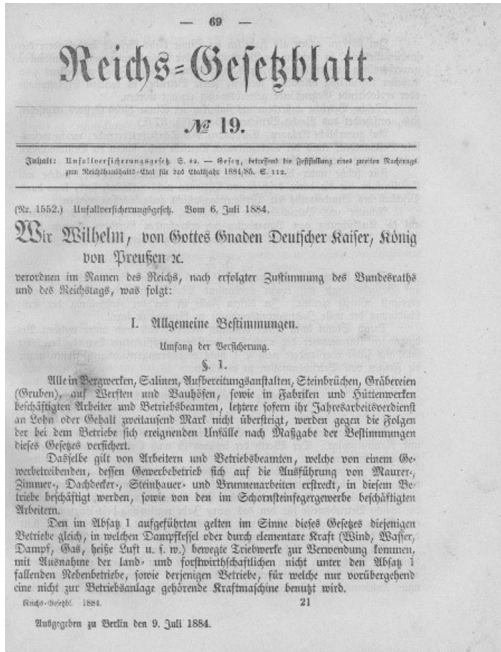 — 69 —
Reichs-Gesetzblatt.
№ 19.
Inhalt: Unfallversicherungsgesetz. S. 69. — Gesetz, betreffend die Feststellung eines zweiten Nachtrags
zum Reichshaushalts-Etat für das Etatsjahr 1884/85. S. 112.
(Nr. 1552.) Unfallversicherungsgesetz. Vom 6. Juli 1884.
Wir Wilhelm, von Gottes Gnaden Deutscher Kaiser, König
von Preußen ꝛc.
verordnen im Namen des Reichs, nach erfolgter Zustimmung des Bundesraths
und des Reichstags, was folgt:
I. Allgemeine Bestimmungen.
Umfang der Versicherung.
§. 1.
Alle in Bergwerken, Salinen, Aufbereitungsanstalten, Steinbrüchen, Gräbereien
(Gruben), auf Werften und Bauhöfen, sowie in Fabriken und Hüttenwerken
beschäftigten Arbeiter und Betriebsbeamten, letztere sofern ihr Jahresarbeitsverdienst
an Lohn oder Gehalt zweitausend Mark nicht übersteigt, werden gegen die Folgen
der bei dem Betriebe sich ereignenden Unfälle nach Maßgabe der Bestimmungen
dieses Gesetzes versichert.
Dasselbe gilt von Arbeitern und Betriebsbeamten, welche von einem Ge-
werbetreibenden, dessen Gewerbebetrieb sich auf die Ausführung von Maurer-,
Zimmer-, Dachdecker-, Steinhauer- und Brunnenarbeiten erstreckt, in diesem Be-
triebe beschäftigt werden, sowie von den im Schornsteinfegergewerbe beschäftigten
Arbeitern.
Den im Absatz 1 aufgeführten gelten im Sinne dieses Gesetzes diejenigen
Betriebe gleich, in welchen Dampfkessel oder durch elementare Kraft (Wind, Wasser,
Dampf, Gas, heiße Luft u. s. w.) bewegte Triebwerke zur Verwendung kommen,
mit Ausnahme der land- und forstwirthschaftlichen nicht unter den Absatz 1
fallenden Nebenbetriebe, sowie derjenigen Betriebe, für welche nur vorübergehend
eine nicht zur Betriebsanlage gehörende Kraftmaschine benutzt wird.
Reichs-Gesetzbl. 1884. 21
Ausgegeben zu Berlin den 9. Juli 1884.